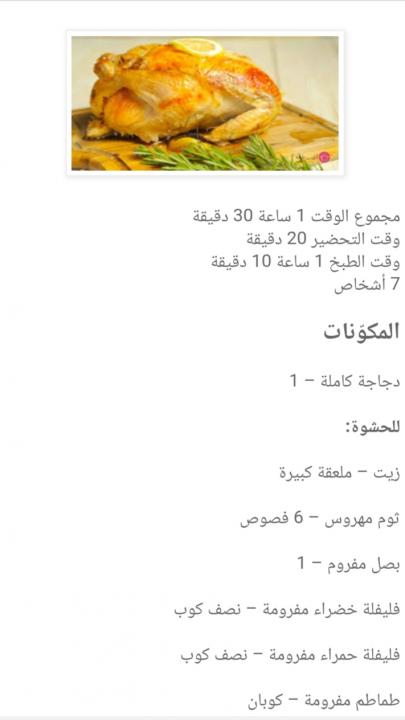 مجموع الوقت 1 ساعة 30 دقيقة
وقت التحضير 20 دقيقة
وقت الطبخ 1 ساعة 10 دقيقة
7 أشخاص
المكوّنات
دجاجة كاملة – 1
للحشوة:
زيت – ملعقة كبيرة
ثوم مهروس – 6 فصوص
بصل مفروم – 1
فليفلة خضراء مفرومة – نصف كوب
فليفلة حمراء مفرومة – نصف كوب
طماطم مفرومة – كوبان